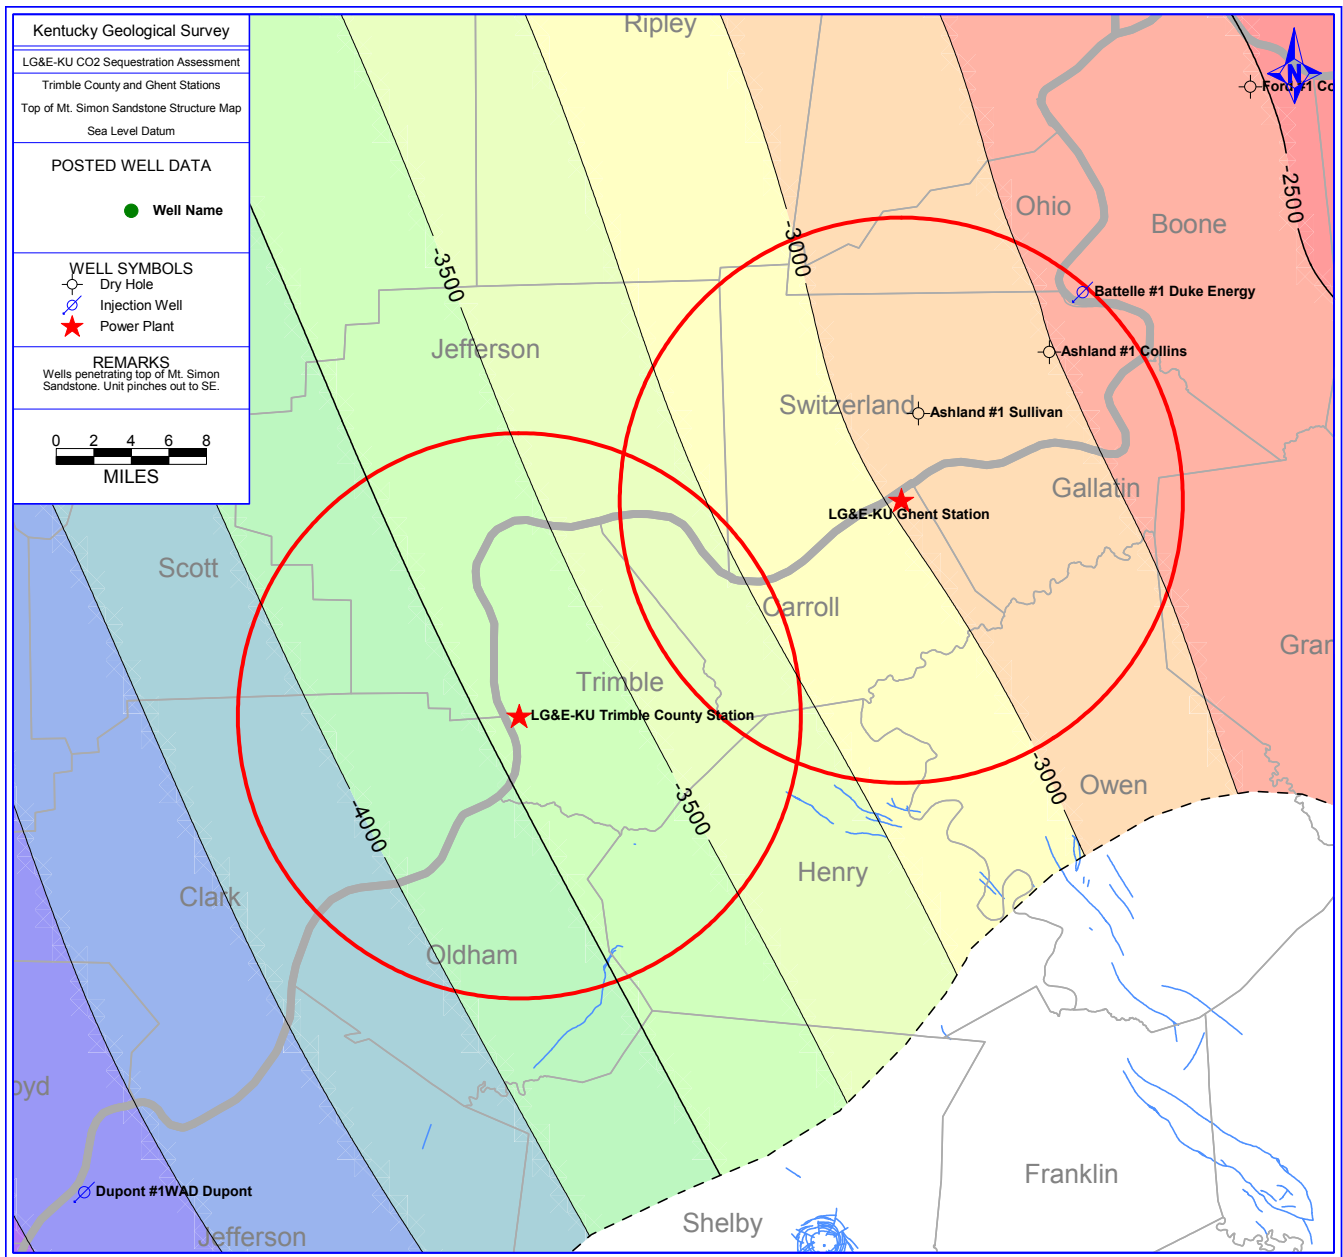 Kentucky Geological Survey
LG&E-KU CO2 Sequestration Assessment
Trimble County and Ghent Stations
Top of Mt. Simon Sandstone Structure Map
Sea Level Datum
POSTED WELL DATA
Well Name
WELL SYMBOLS
Dry Hole
Injection Well
Power Plant
REMARKS
Wells penetrating top of Mt. Simon
Sandstone. Unit pinches out to SE.
0 2 4 6 8
MILES
Ripley
N
Ford #1 Co
-2500
Ohio
Boone
-3000
-3500
Battelle #1 Duke Energy
Jefferson
Ashland #1 Collins
Switzerland
Ashland #1 Sullivan
Gallatin
LG&E-KU Ghent Station
Scott
Carroll
Gran
Trimble
LG&E-KU Trimble County Station
-3000
Owen
-3500
-4000
Henry
Clark
Oldham
oyd
Franklin
Dupont #1WAD Dupont
Shelby
Jefferson